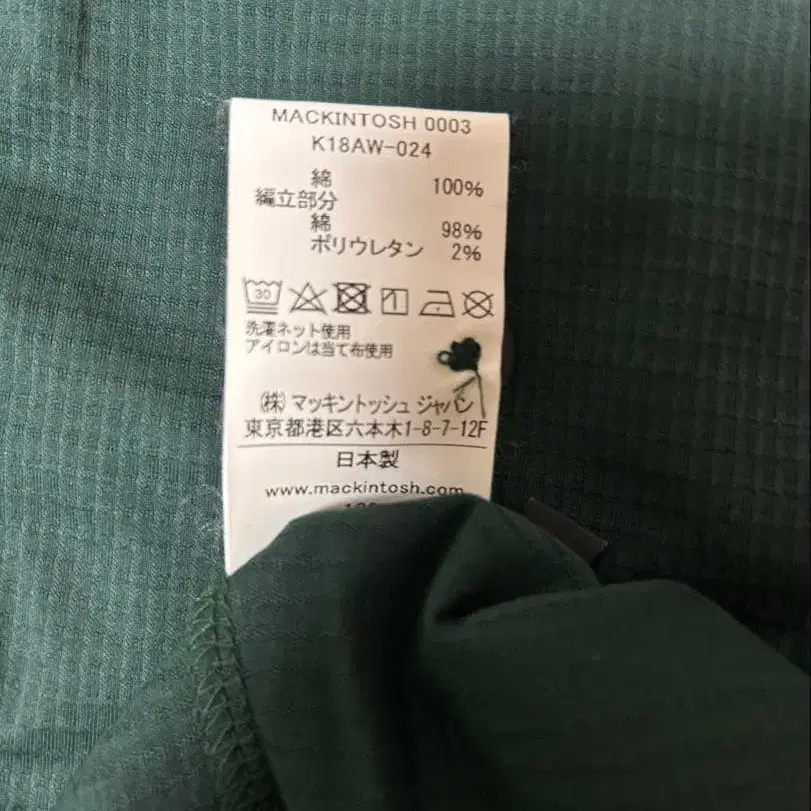 MACKINTOSH 0003
K18AW-024
綿 100%
編立部分
綿 98%
ポリウレタン 2%
30
洗濯ネット使用
アイロンは当て布使用
(株) マッキントッシュ ジャパン
東京都港区六本木1-8-7-12F
日本製
www.mackintosh.com